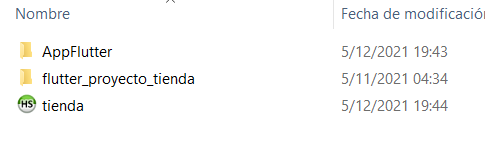 Nombre Fecha de modificación
AppFlutter 5/12/2021 19:43
flutter_proyecto_tienda 5/11/2021 04:34
HS tienda 5/12/2021 19:44